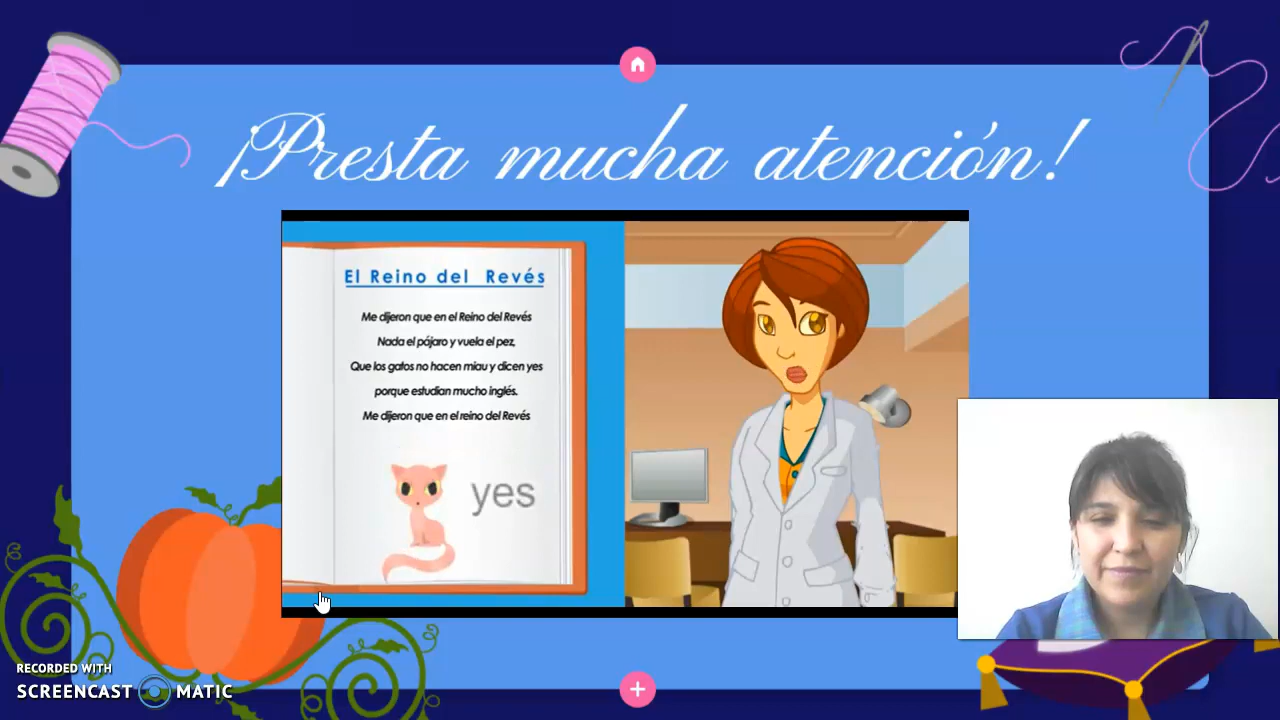 ¡Presta mucha atención!
El Reino del Revés
Me dijeron que en el Reino del Revés
Nada el pájaro y vuela el pez,
Que los gatos no hacen miau y dicen yes
porque estudian mucho inglés.
Me dijeron que en el reino del Revés
yes
RECORDED WITH
SCREENCAST MATIC